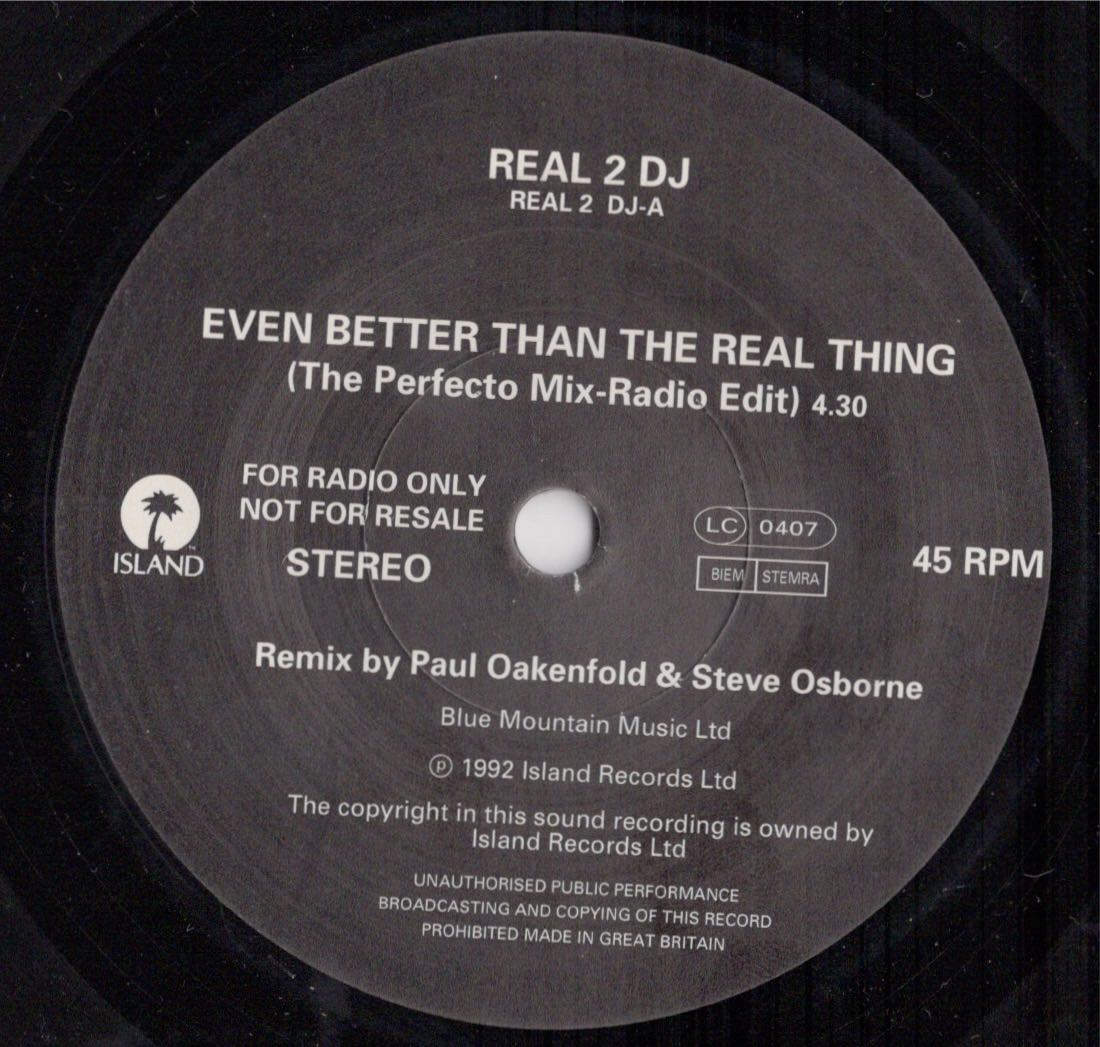 REAL 2 DJ
REAL 2 DJ-A
EVEN BETTER THAN THE REAL THING
(The Perfecto Mix-Radio Edit) 4.30
FOR RADIO ONLY
NOT FOR RESALE
STEREO
ISLAND
TM
LC 0407
BIEM STEMRA
45 RPM
Remix by Paul Oakenfold & Steve Osborne
Blue Mountain Music Ltd
Ⓟ 1992 Island Records Ltd
The copyright in this sound recording is owned by
Island Records Ltd
UNAUTHORISED PUBLIC PERFORMANCE
BROADCASTING AND COPYING OF THIS RECORD
PROHIBITED MADE IN GREAT BRITAIN